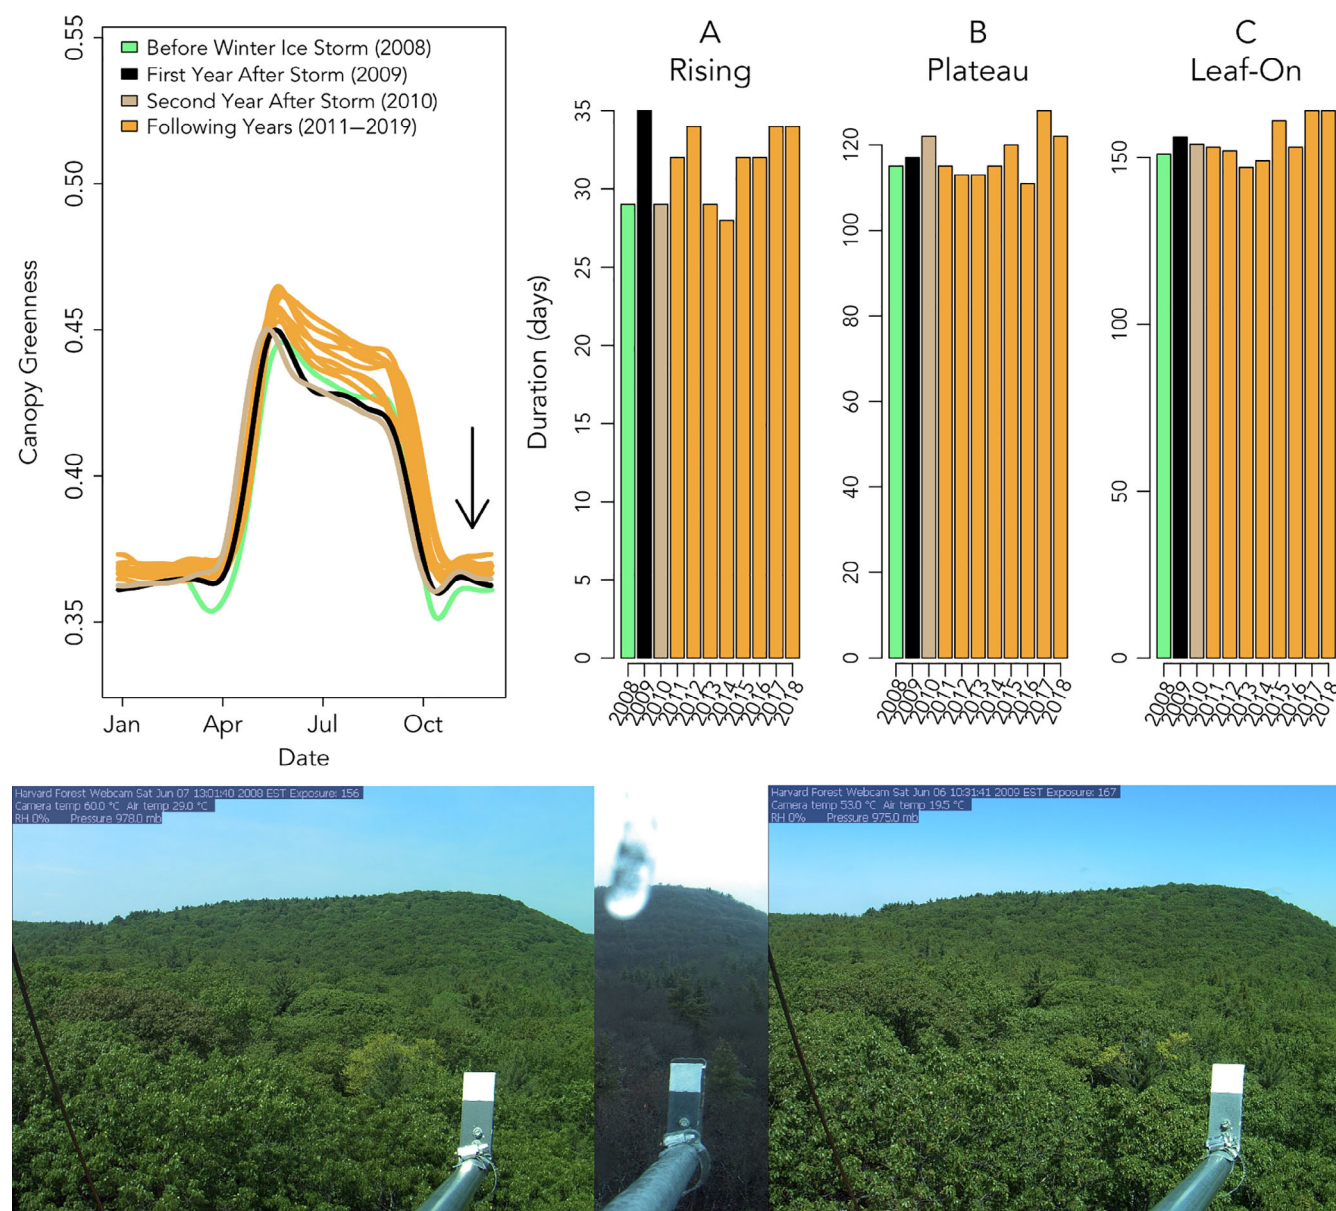 Before Winter Ice Storm (2008)
First Year After Storm (2009)
Second Year After Storm (2010)
Following Years (2011–2019)
Canopy Greenness
0.55
0.50
0.45
0.40
0.35
Jan Apr Jul Oct
Date
A
Rising
Duration (days)
35
30
25
20
15
10
5
0
2008 2009 2010 2011 2012 2013 2014 2015 2016 2017 2018
B
Plateau
120
100
80
60
40
20
0
2008 2009 2010 2011 2012 2013 2014 2015 2016 2017 2018
C
Leaf-On
150
100
50
0
2008 2009 2010 2011 2012 2013 2014 2015 2016 2017 2018
Harvard Forest Webcam Sat Jun 07 13:01:40 2008 EST Exposure: 156
Camera temp 60.0 °C Air temp 29.0 °C
RH 0% Pressure 978.0 mb
Harvard Forest Webcam Sat Jun 06 10:31:41 2009 EST Exposure: 167
Camera temp 53.0 °C Air temp 19.5 °C
RH 0% Pressure 975.0 mb